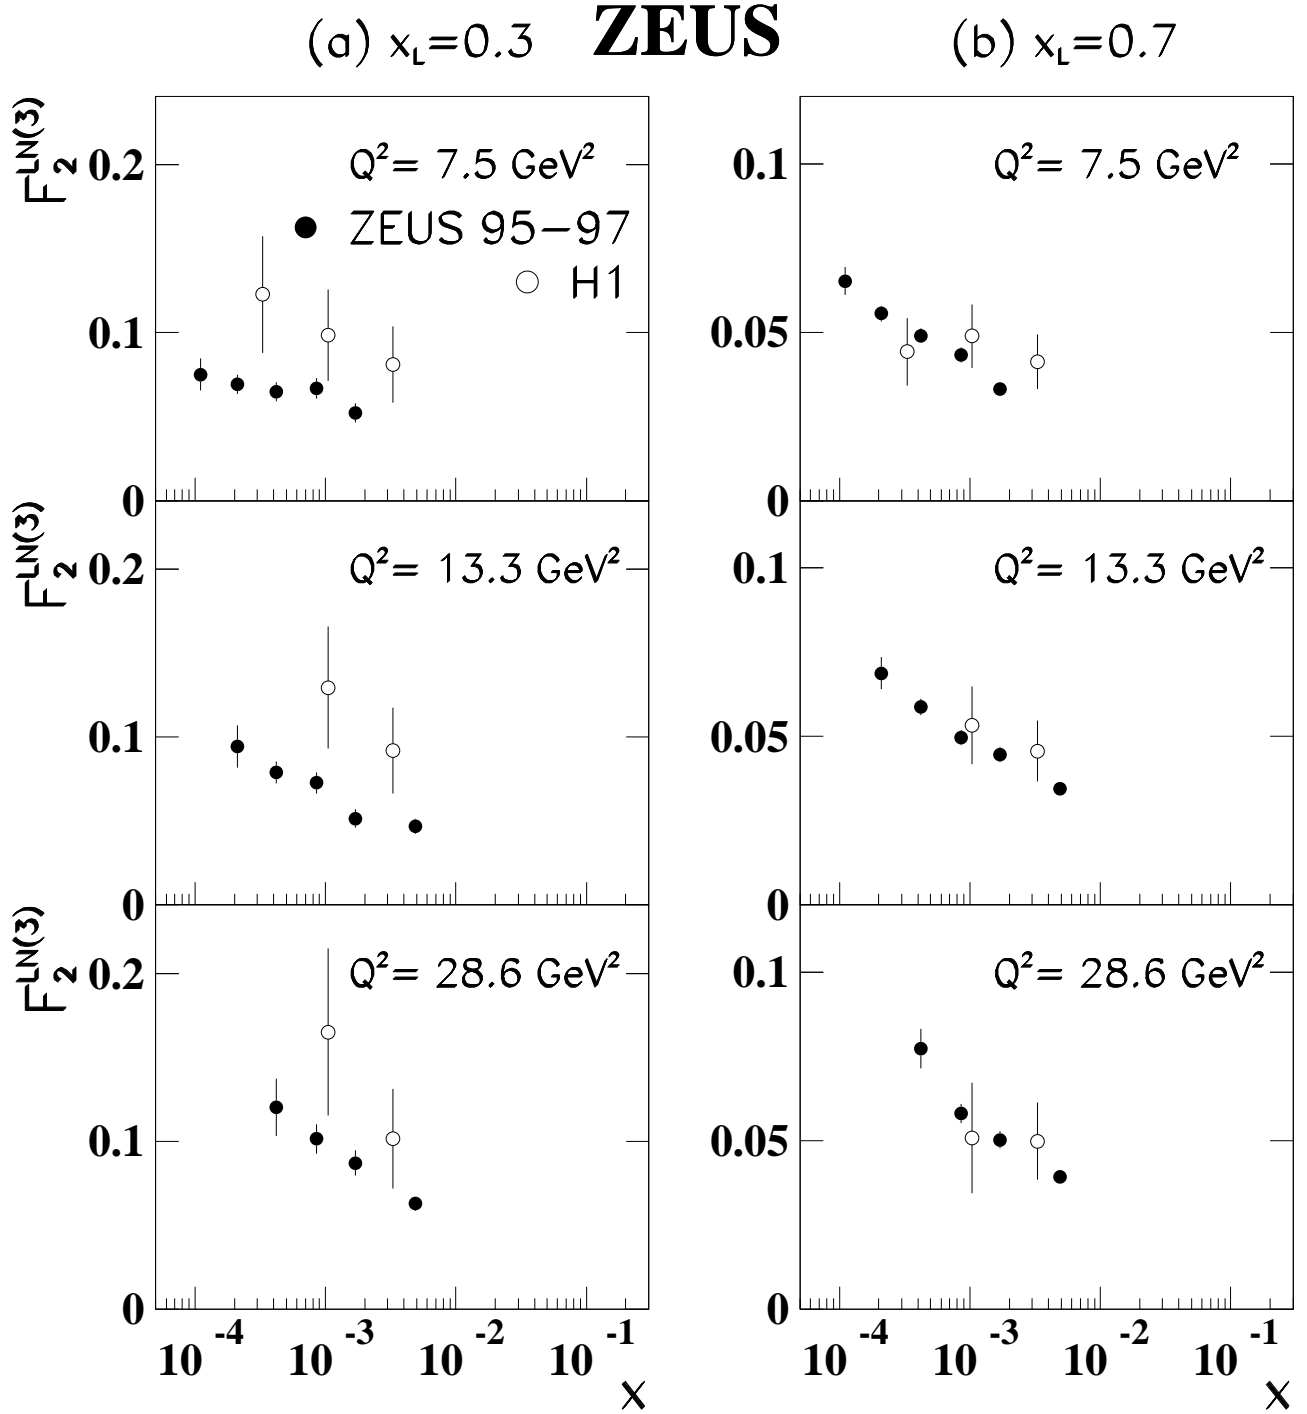 (a) x_L=0.3 ZEUS (b) x_L=0.7
F_2^LN(3)
0.2
Q²= 7.5 GeV²
ZEUS 95-97
H1
0.1
0
0.1
Q²= 7.5 GeV²
0.05
0
F_2^LN(3)
0.2
Q²= 13.3 GeV²
0.1
0
0.1
Q²= 13.3 GeV²
0.05
0
F_2^LN(3)
0.2
Q²= 28.6 GeV²
0.1
0
0.1
Q²= 28.6 GeV²
0.05
0
10^-4 10^-3 10^-2 10^-1
x
10^-4 10^-3 10^-2 10^-1
x